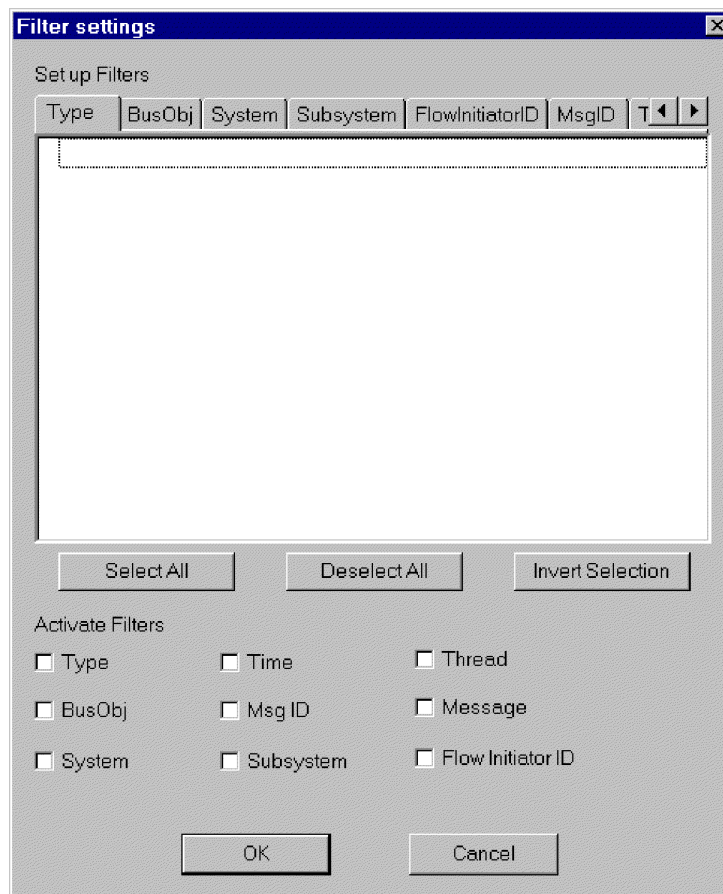 Filter settings
Set up Filters
Type BusObj System Subsystem FlowInitiatorID MsgID T
Select All Deselect All Invert Selection
Activate Filters
Type Time Thread
BusObj Msg ID Message
System Subsystem Flow Initiator ID
OK Cancel